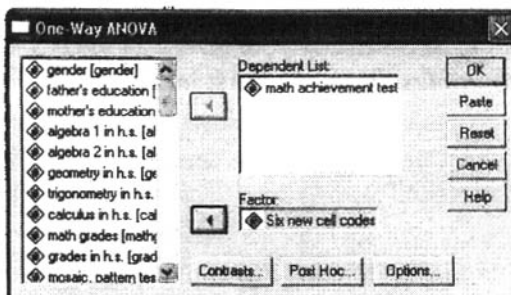 One-Way ANOVA
gender [gender]
father's education [
mother's education
algebra 1 in h.s. [al
algebra 2 in h.s. [al
geometry in h.s. [ge
trigonometry in h.s.
calculus in h.s. [cal
math grades [math
grades in h.s. [grad
mosaic, pattern tes
Dependent List:
math achievement test
Factor:
Six new cell codes
Contrasts...
Post Hoc...
Options...
OK
Paste
Reset
Cancel
Help